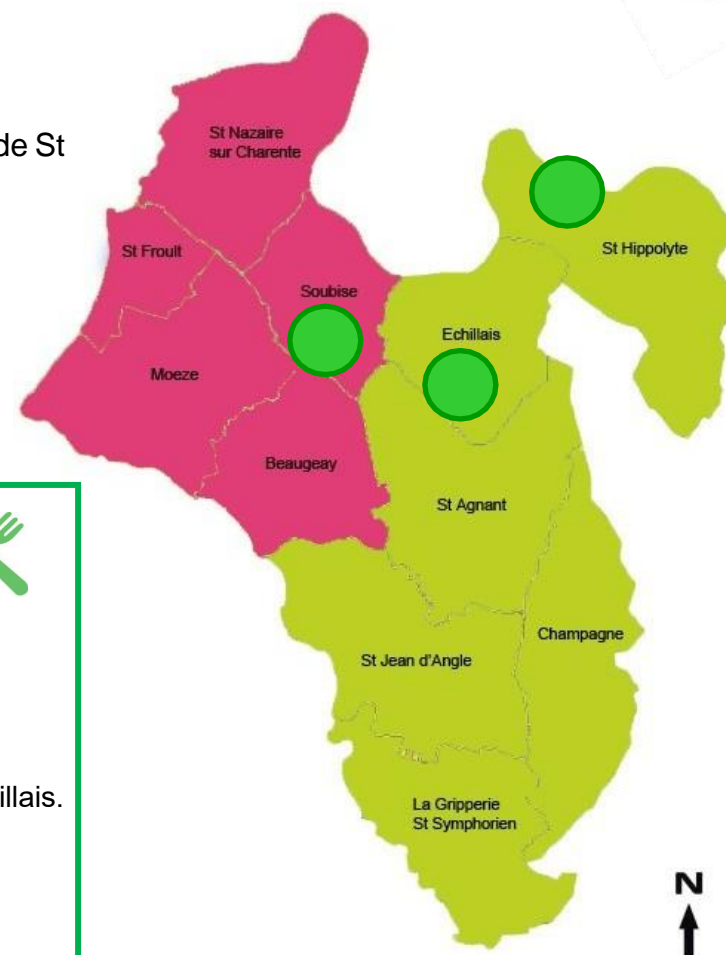 de St
St Nazaire
sur Charente
St Froult
St Hippolyte
Soubise
Echillais
Moeze
Beaugeay
St Agnant
Champagne
St Jean d'Angle
illais.
La Gripperie
St Symphorien
N